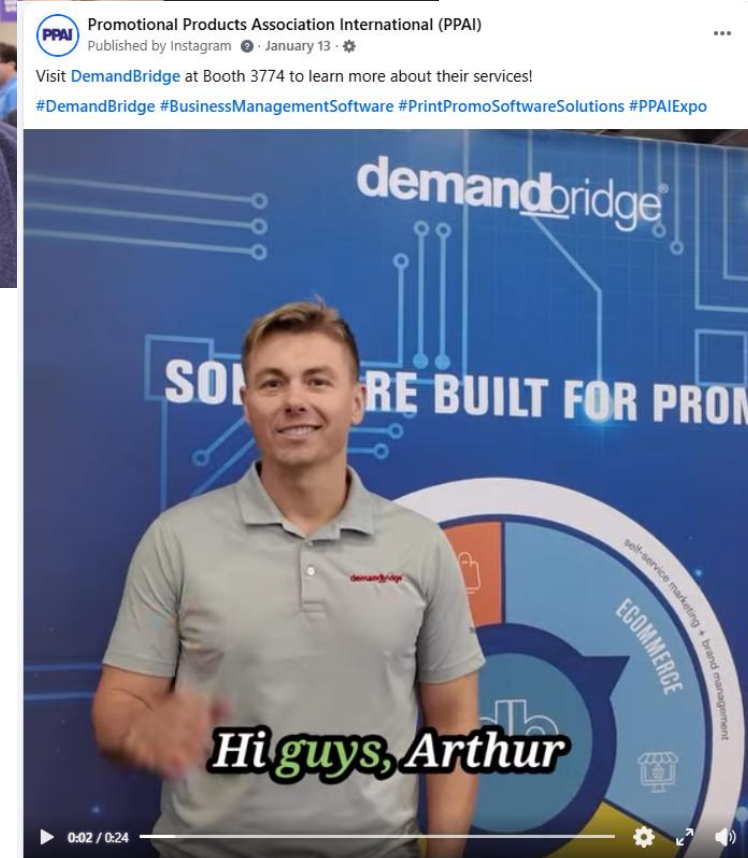 PPAI
Promotional Products Association International (PPAI)
Published by Instagram · January 13 ·
Visit DemandBridge at Booth 3774 to learn more about their services!
#DemandBridge #BusinessManagementSoftware #PrintPromoSoftwareSolutions #PPAIExpo
demandbridge®
SO RE BUILT FOR PROM
self-service marketing + brand management
ECOMMERCE
demandbridge
db
Hi guys, Arthur
0:02 / 0:24